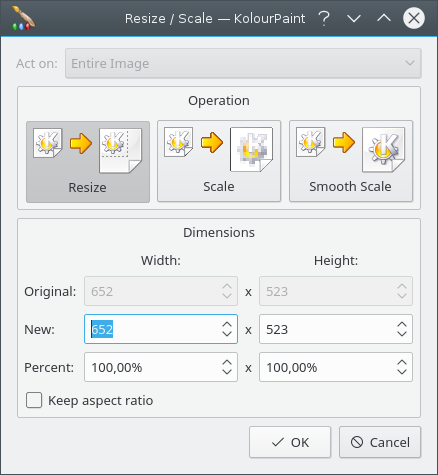 Resize / Scale — KolourPaint
Act on: Entire Image
Operation
Resize Scale Smooth Scale
Dimensions
Width: Height:
Original: 652 x 523
New: 652 x 523
Percent: 100,00% x 100,00%
Keep aspect ratio
OK Cancel